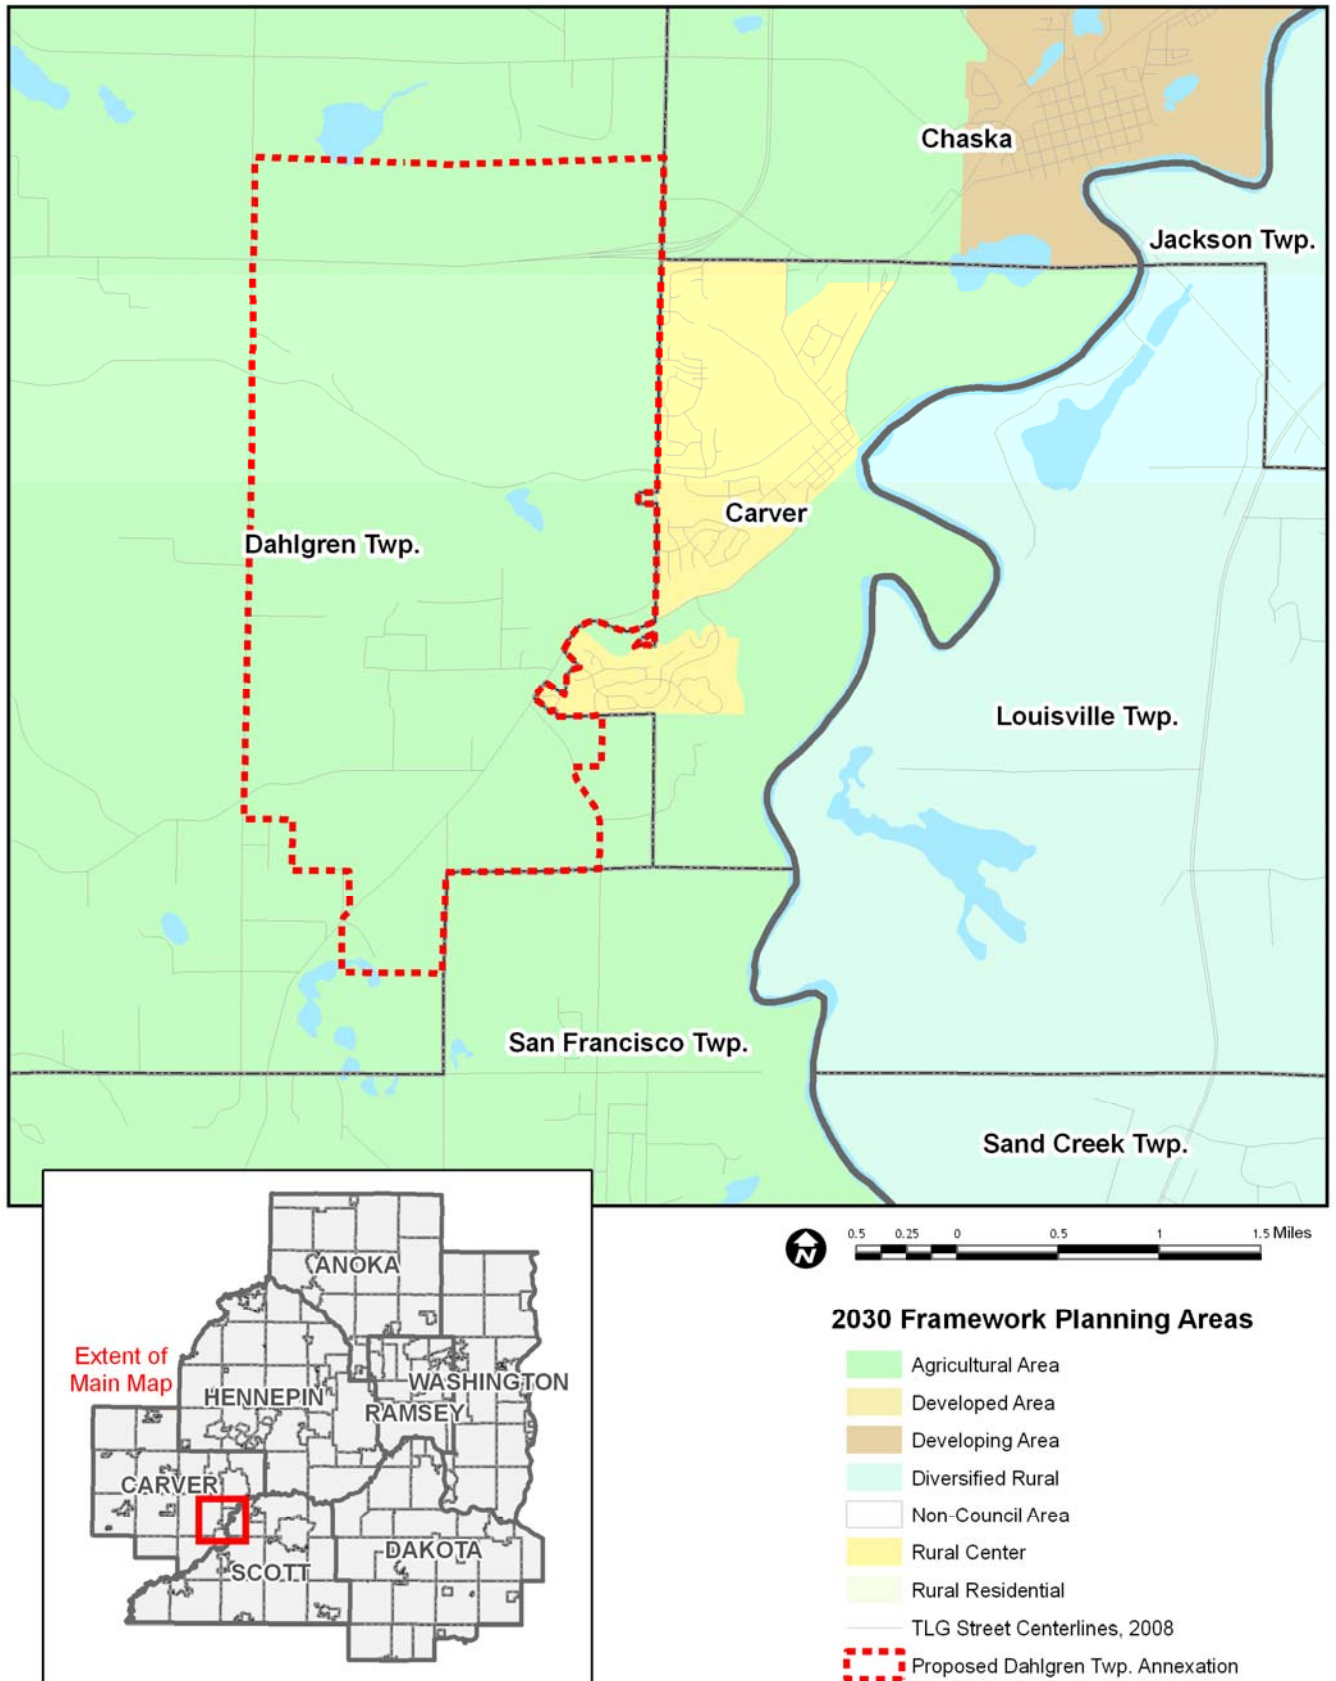 Chaska
Jackson Twp.
Carver
Dahlgren Twp.
Louisville Twp.
San Francisco Twp.
Sand Creek Twp.
0.5 0.25 0 0.5 1 1.5 Miles
N
ANOKA
Extent of
Main Map
HENNEPIN
WASHINGTON
RAMSEY
CARVER
DAKOTA
SCOTT
2030 Framework Planning Areas
Agricultural Area
Developed Area
Developing Area
Diversified Rural
Non-Council Area
Rural Center
Rural Residential
TLG Street Centerlines, 2008
Proposed Dahlgren Twp. Annexation